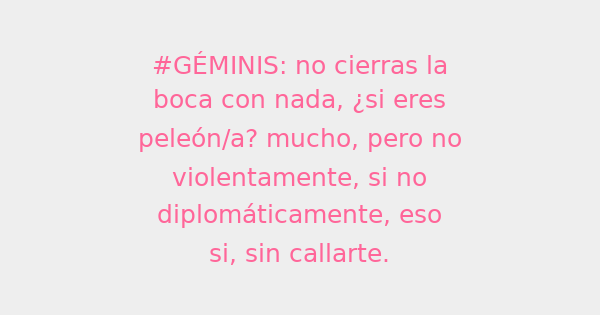 #GÉMINIS: no cierras la
boca con nada, ¿si eres
peleón/a? mucho, pero no
violentamente, si no
diplomáticamente, eso
si, sin callarte.